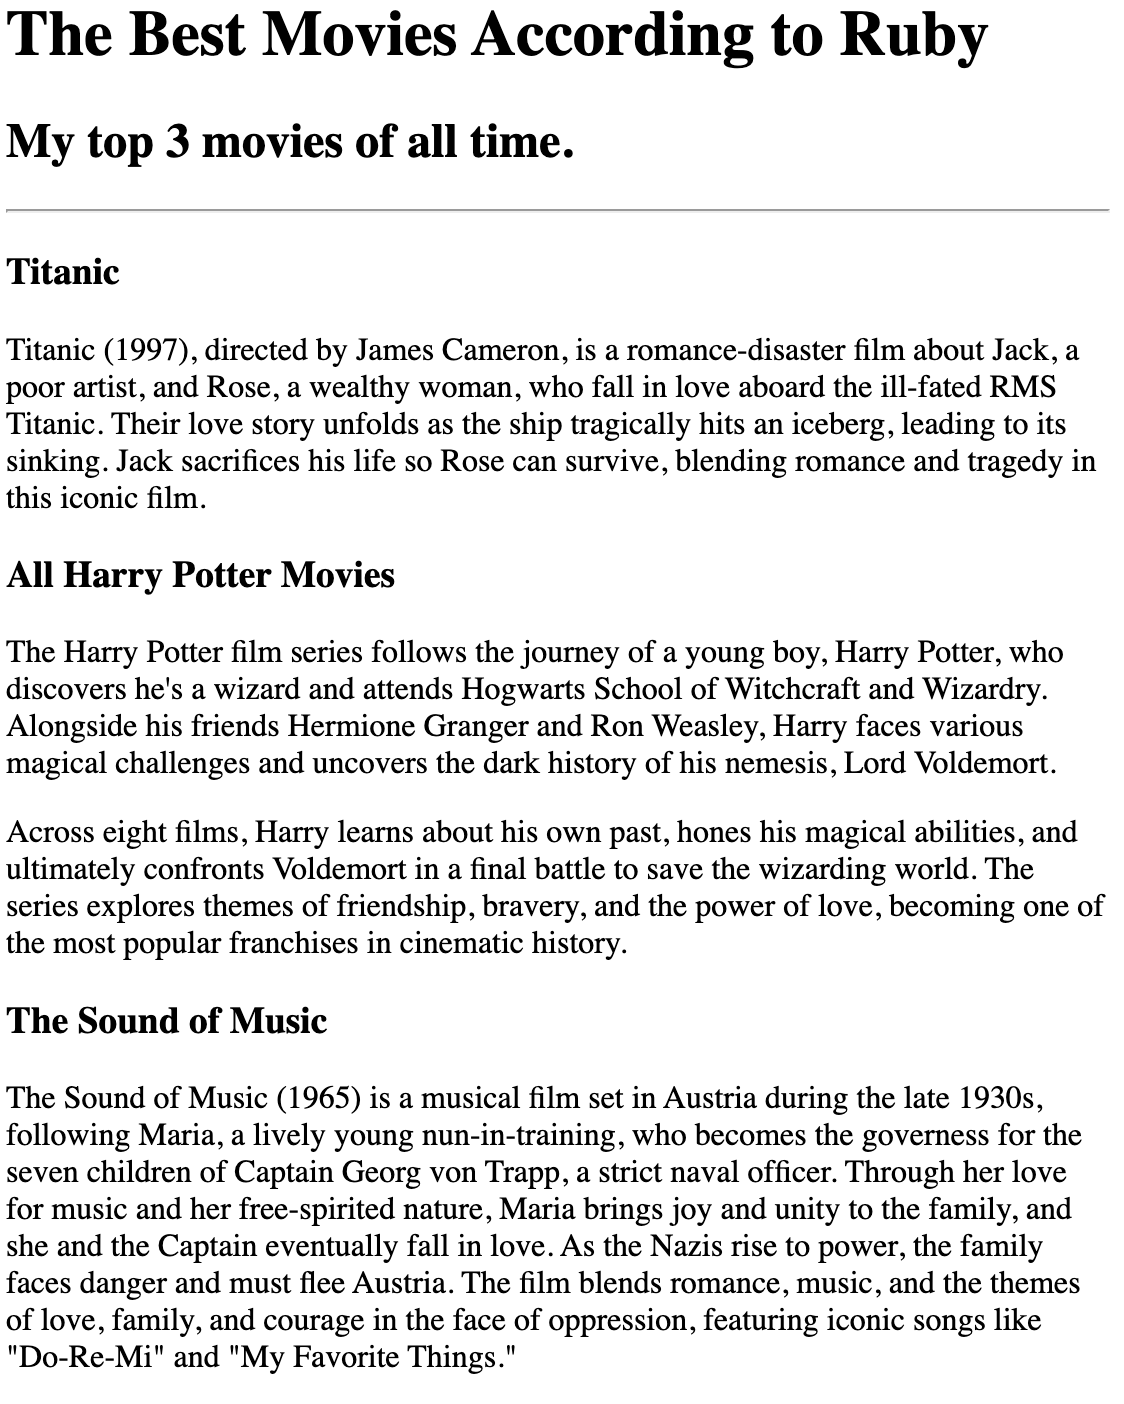 The Best Movies According to Ruby
My top 3 movies of all time.
Titanic
Titanic (1997), directed by James Cameron, is a romance-disaster film about Jack, a
poor artist, and Rose, a wealthy woman, who fall in love aboard the ill-fated RMS
Titanic. Their love story unfolds as the ship tragically hits an iceberg, leading to its
sinking. Jack sacrifices his life so Rose can survive, blending romance and tragedy in
this iconic film.
All Harry Potter Movies
The Harry Potter film series follows the journey of a young boy, Harry Potter, who
discovers he's a wizard and attends Hogwarts School of Witchcraft and Wizardry.
Alongside his friends Hermione Granger and Ron Weasley, Harry faces various
magical challenges and uncovers the dark history of his nemesis, Lord Voldemort.
Across eight films, Harry learns about his own past, hones his magical abilities, and
ultimately confronts Voldemort in a final battle to save the wizarding world. The
series explores themes of friendship, bravery, and the power of love, becoming one of
the most popular franchises in cinematic history.
The Sound of Music
The Sound of Music (1965) is a musical film set in Austria during the late 1930s,
following Maria, a lively young nun-in-training, who becomes the governess for the
seven children of Captain Georg von Trapp, a strict naval officer. Through her love
for music and her free-spirited nature, Maria brings joy and unity to the family, and
she and the Captain eventually fall in love. As the Nazis rise to power, the family
faces danger and must flee Austria. The film blends romance, music, and the themes
of love, family, and courage in the face of oppression, featuring iconic songs like
"Do-Re-Mi" and "My Favorite Things."